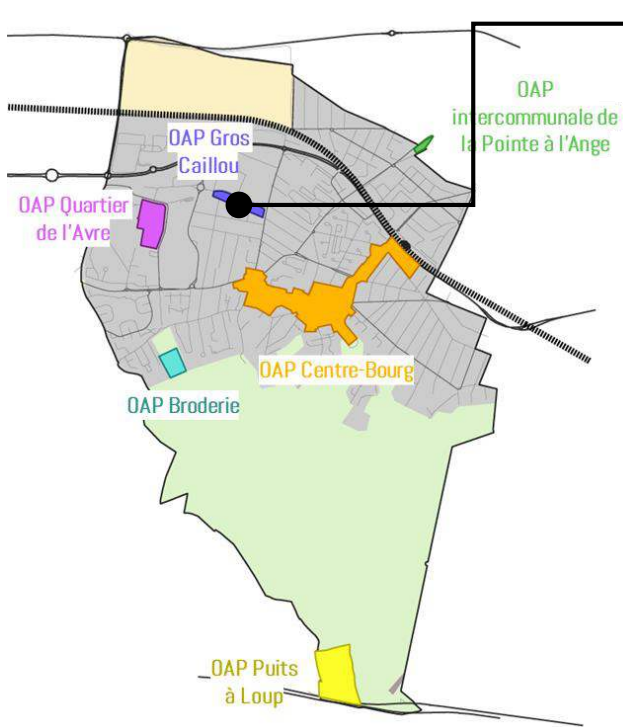 OAP
intercommunale de
la Pointe à l'Ange
OAP Gros
Caillou
OAP Quartier
de l'Avre
OAP Centre-Bourg
OAP Broderie
OAP Puits
à Loup